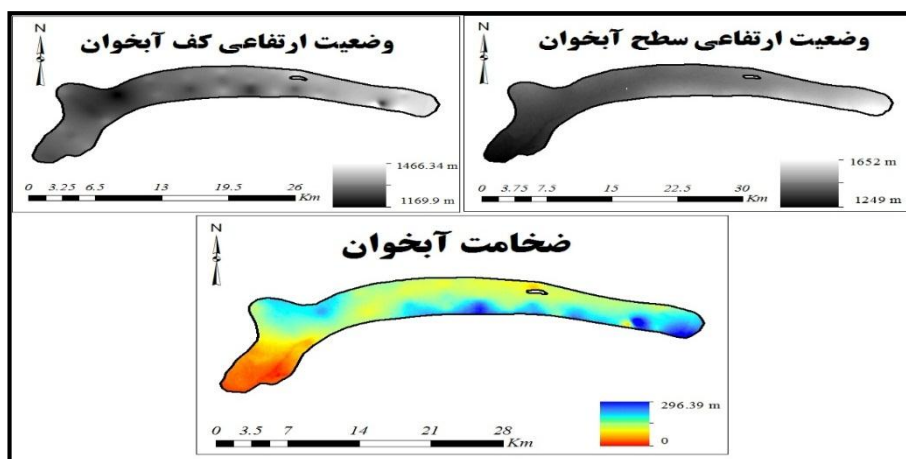 وضعیت ارتفاعی کف آبخوان
N
1466.34 m
1169.9 m
0 3.25 6.5 13 19.5 26
Km
وضعیت ارتفاعی سطح آبخوان
N
1652 m
1249 m
0 3.75 7.5 15 22.5 30
Km
ضخامت آبخوان
N
296.39 m
0
0 3.5 7 14 21 28
Km